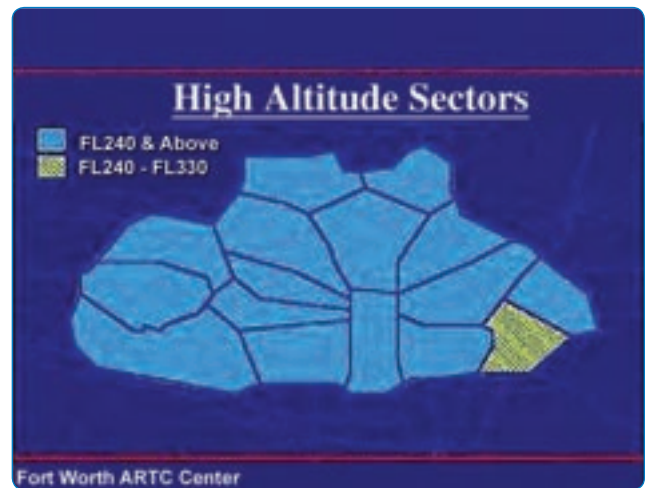 High Altitude Sectors
FL240 & Above
FL240 - FL330
Fort Worth ARTC Center